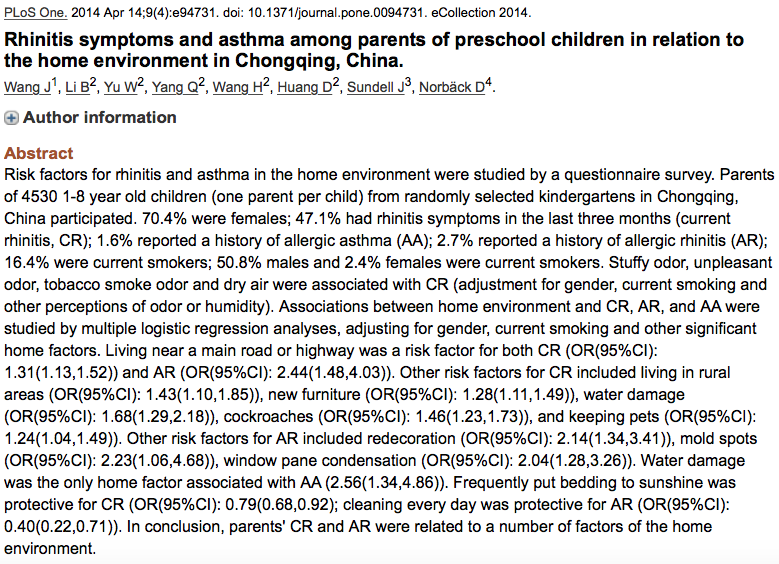 PLoS One. 2014 Apr 14;9(4):e94731. doi: 10.1371/journal.pone.0094731. eCollection 2014.
Rhinitis symptoms and asthma among parents of preschool children in relation to
the home environment in Chongqing, China.
Wang J1, Li B2, Yu W2, Yang Q2, Wang H2, Huang D2, Sundell J3, Norbäck D4.
Author information
Abstract
Risk factors for rhinitis and asthma in the home environment were studied by a questionnaire survey. Parents
of 4530 1-8 year old children (one parent per child) from randomly selected kindergartens in Chongqing,
China participated. 70.4% were females; 47.1% had rhinitis symptoms in the last three months (current
rhinitis, CR); 1.6% reported a history of allergic asthma (AA); 2.7% reported a history of allergic rhinitis (AR);
16.4% were current smokers; 50.8% males and 2.4% females were current smokers. Stuffy odor, unpleasant
odor, tobacco smoke odor and dry air were associated with CR (adjustment for gender, current smoking and
other perceptions of odor or humidity). Associations between home environment and CR, AR, and AA were
studied by multiple logistic regression analyses, adjusting for gender, current smoking and other significant
home factors. Living near a main road or highway was a risk factor for both CR (OR(95%CI):
1.31(1.13,1.52)) and AR (OR(95%CI): 2.44(1.48,4.03)). Other risk factors for CR included living in rural
areas (OR(95%CI): 1.43(1.10,1.85)), new furniture (OR(95%CI): 1.28(1.11,1.49)), water damage
(OR(95%CI): 1.68(1.29,2.18)), cockroaches (OR(95%CI): 1.46(1.23,1.73)), and keeping pets (OR(95%CI):
1.24(1.04,1.49)). Other risk factors for AR included redecoration (OR(95%CI): 2.14(1.34,3.41)), mold spots
(OR(95%CI): 2.23(1.06,4.68)), window pane condensation (OR(95%CI): 2.04(1.28,3.26)). Water damage
was the only home factor associated with AA (2.56(1.34,4.86)). Frequently put bedding to sunshine was
protective for CR (OR(95%CI): 0.79(0.68,0.92); cleaning every day was protective for AR (OR(95%CI):
0.40(0.22,0.71)). In conclusion, parents' CR and AR were related to a number of factors of the home
environment.